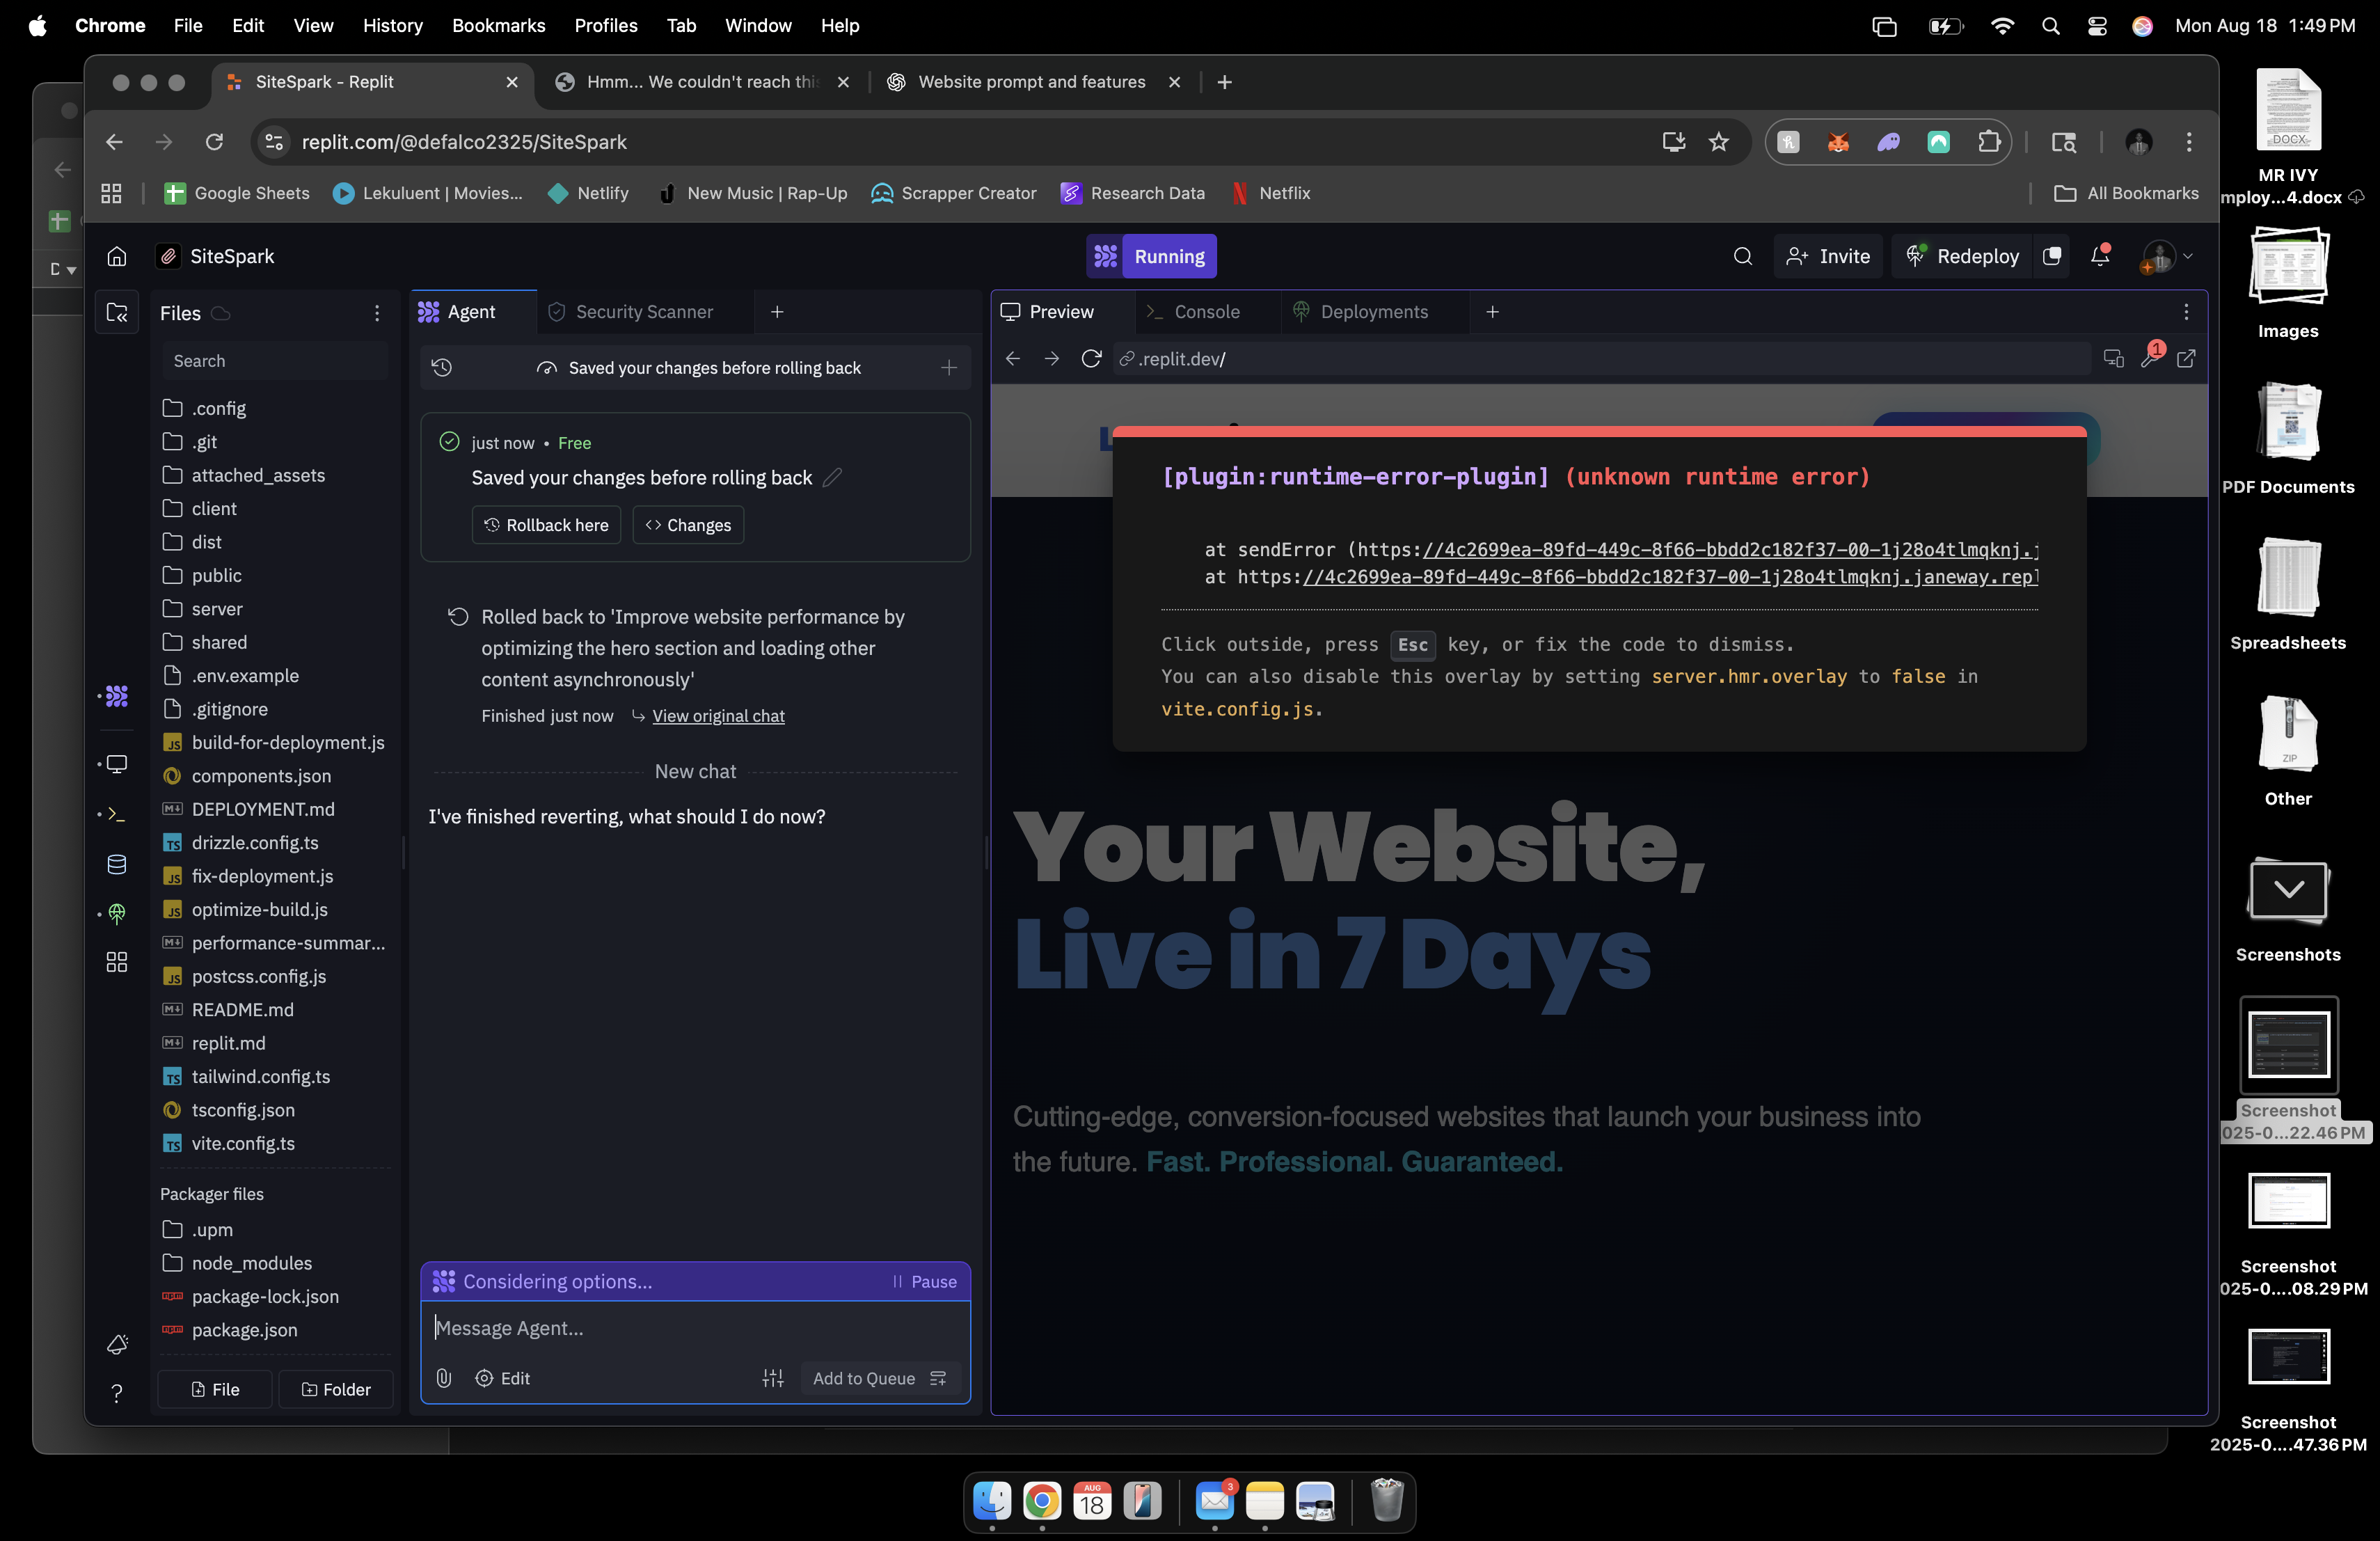 Chrome File Edit View History Bookmarks Profiles Tab Window Help
Mon Aug 18 1:49 PM
SiteSpark - Replit
Hmm... We couldn't reach this
Website prompt and features
replit.com/@defalco2325/SiteSpark
Google Sheets
Lekuluent | Movies...
Netlify
New Music | Rap-Up
Scrapper Creator
Research Data
Netflix
All Bookmarks
SiteSpark
Running
Invite
Redeploy
Files
Search
.config
.git
attached_assets
client
dist
public
server
shared
.env.example
.gitignore
build-for-deployment.js
components.json
DEPLOYMENT.md
drizzle.config.ts
fix-deployment.js
optimize-build.js
performance-summar...
postcss.config.js
README.md
replit.md
tailwind.config.ts
tsconfig.json
vite.config.ts
Packager files
.upm
node_modules
package-lock.json
package.json
File
Folder
Agent
Security Scanner
Saved your changes before rolling back
just now • Free
Saved your changes before rolling back
Rollback here
Changes
Rolled back to 'Improve website performance by
optimizing the hero section and loading other
content asynchronously'
Finished just now
View original chat
New chat
I've finished reverting, what should I do now?
Considering options...
Pause
Message Agent...
Edit
Add to Queue
Preview
Console
Deployments
.replit.dev/
1
[plugin:runtime-error-plugin] (unknown runtime error)
at sendError (https://4c2699ea-89fd-449c-8f66-bbdd2c182f37-00-1j28o4tlmqknj.j
at https://4c2699ea-89fd-449c-8f66-bbdd2c182f37-00-1j28o4tlmqknj.janeway.repl
Click outside, press Esc key, or fix the code to dismiss.
You can also disable this overlay by setting server.hmr.overlay to false in
vite.config.js.
Your Website,
Live in 7 Days
Cutting-edge, conversion-focused websites that launch your business into
the future. Fast. Professional. Guaranteed.
DOCX
MR IVY
mploy...4.docx
Images
PDF Documents
Spreadsheets
ZIP
Other
Screenshots
Screenshot
025-0...22.46 PM
Screenshot
025-0....08.29 PM
Screenshot
2025-0....47.36 PM
AUG
18
3